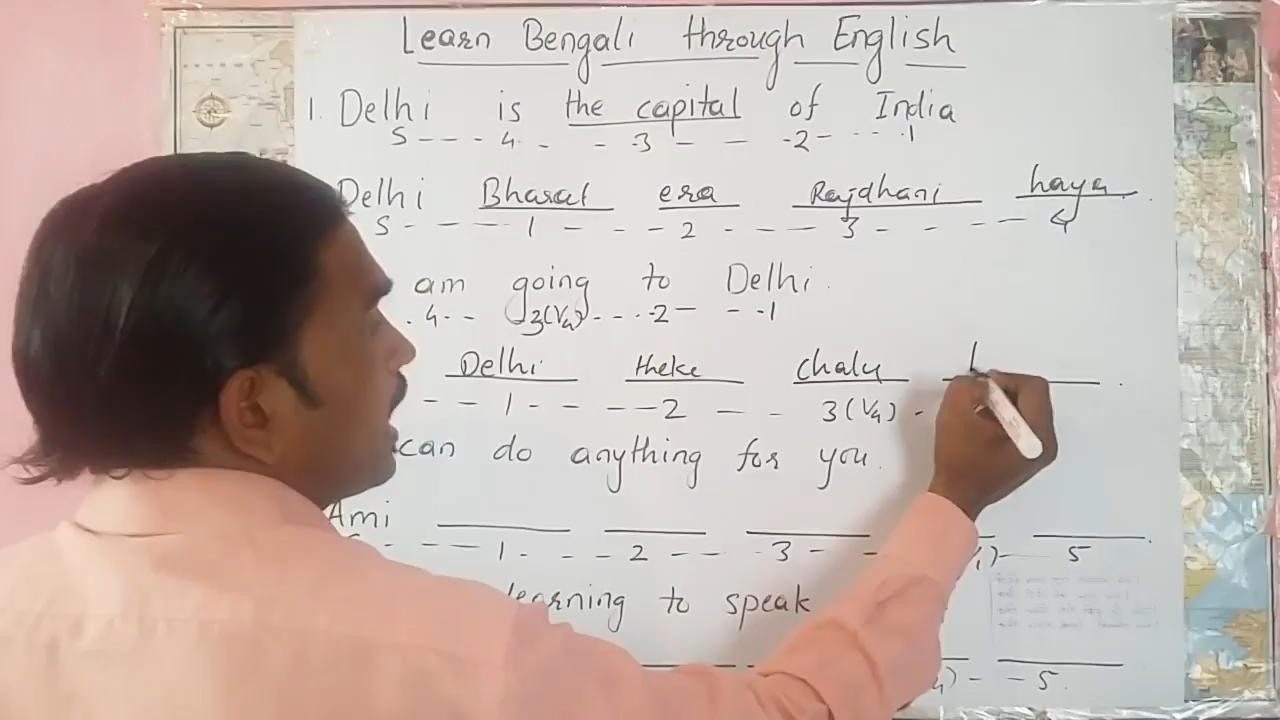 Learn Bengali through English
1. Delhi is the capital of India
S 4 3 2 1
Delhi Bharat era Rajdhani haya.
S 1 2 3 4
am going to Delhi.
4 3(V4) 2 1
Delhi theke chalu
1 2 3(V4)
can do anything for you.
Ami
1 2 3 5
learning to speak
5